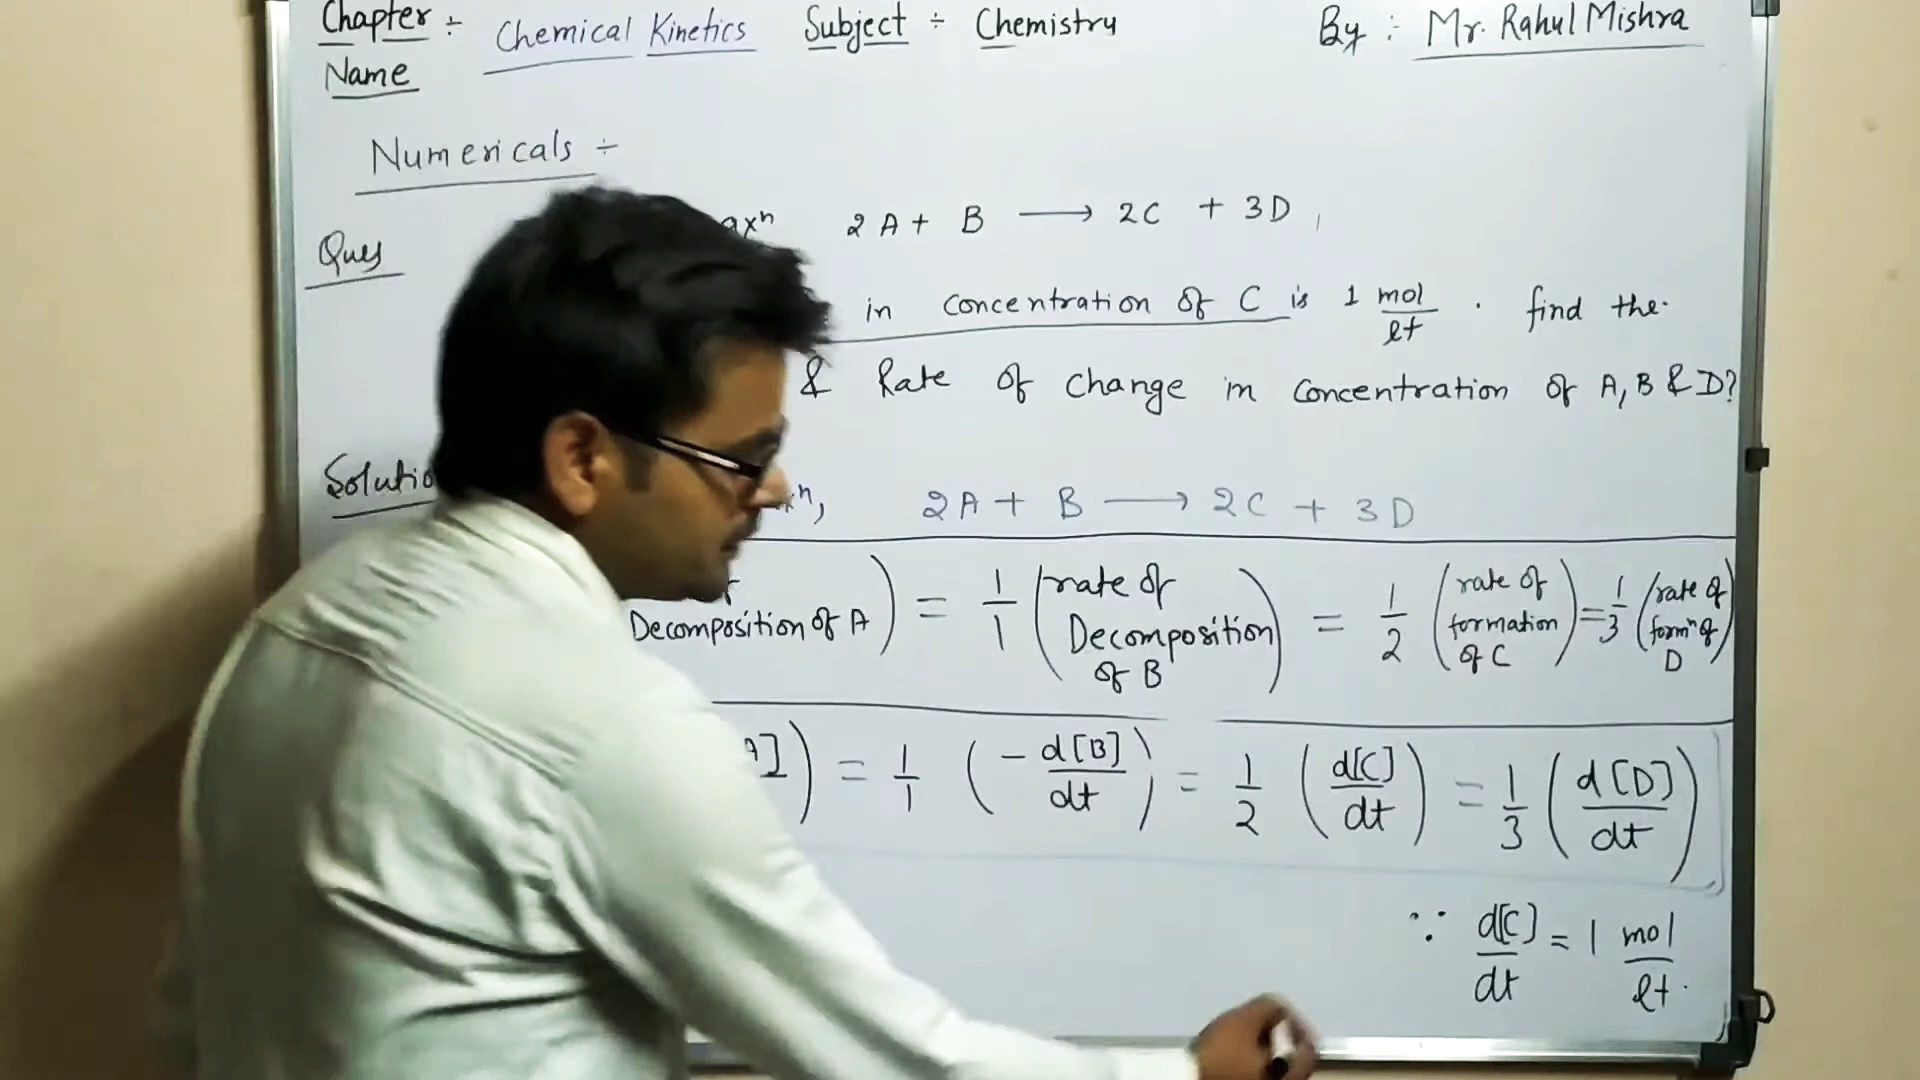 Chapter ÷ Chemical Kinetics Subject ÷ Chemistry By : Mr. Rahul Mishra
Name
Numericals ÷
Ques 2A + B ⟶ 2C + 3D,
in concentration of C is 1 mol/lt . find the.
& Rate of change in concentration of A, B & D?
Solutio 2A + B ⟶ 2C + 3D
Decomposition of A) = 1/1 (rate of Decomposition of B) = 1/2 (rate of formation of C) = 1/3 (rate of formⁿ of D)
A]) = 1/1 (- d[B]/dt) = 1/2 (d[C]/dt) = 1/3 (d[D]/dt)
∵ d[C]/dt = 1 mol/lt.